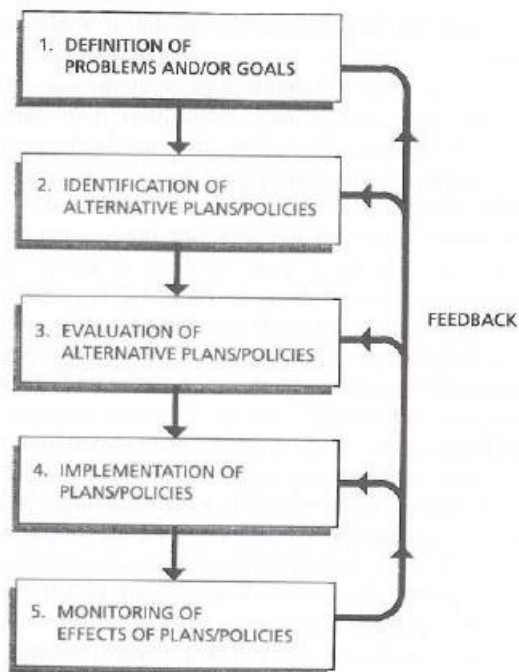 1. DEFINITION OF
PROBLEMS AND/OR GOALS
2. IDENTIFICATION OF
ALTERNATIVE PLANS/POLICIES
3. EVALUATION OF
ALTERNATIVE PLANS/POLICIES
FEEDBACK
4. IMPLEMENTATION OF
PLANS/POLICIES
5. MONITORING OF
EFFECTS OF PLANS/POLICIES